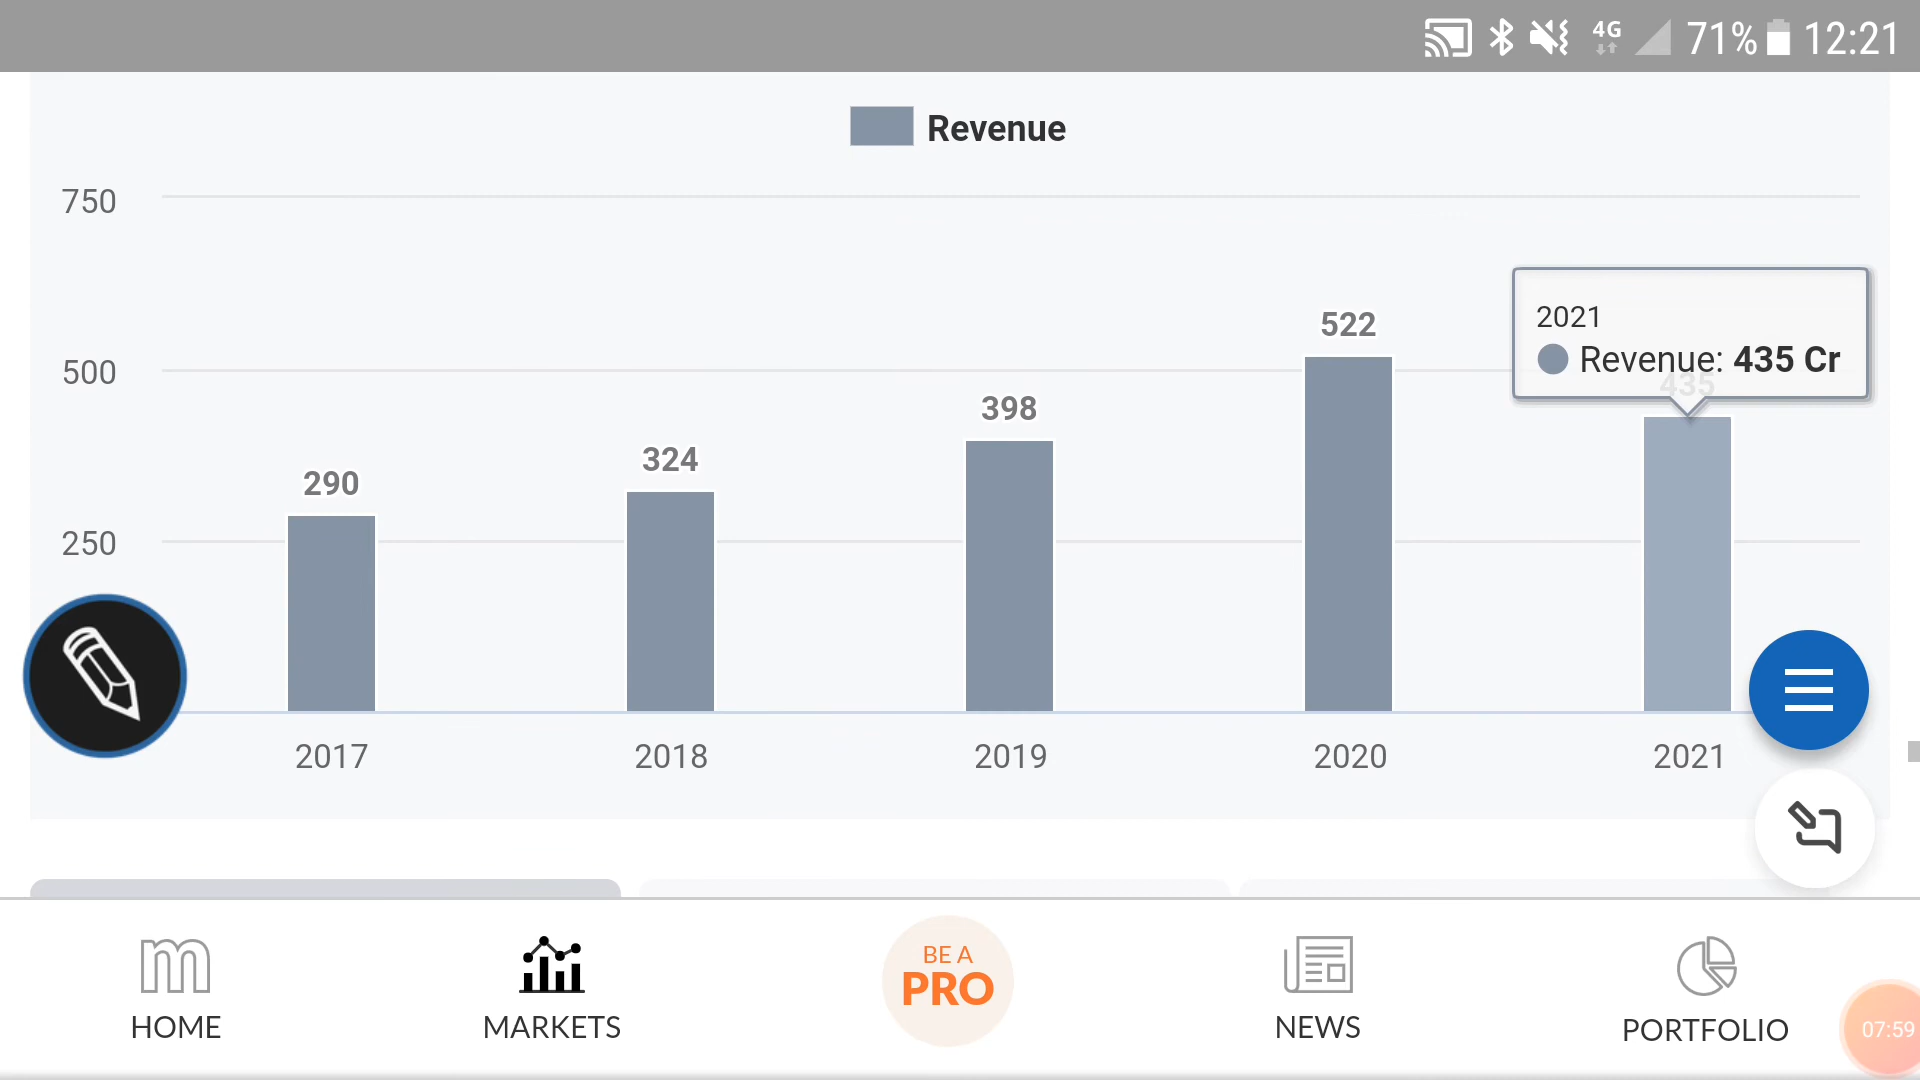 4G 71% 12:21
Revenue
750
500
250
290
324
398
522
435
2021
Revenue: 435 Cr
2017 2018 2019 2020 2021
HOME
MARKETS
BE A
PRO
NEWS
PORTFOLIO
07:59